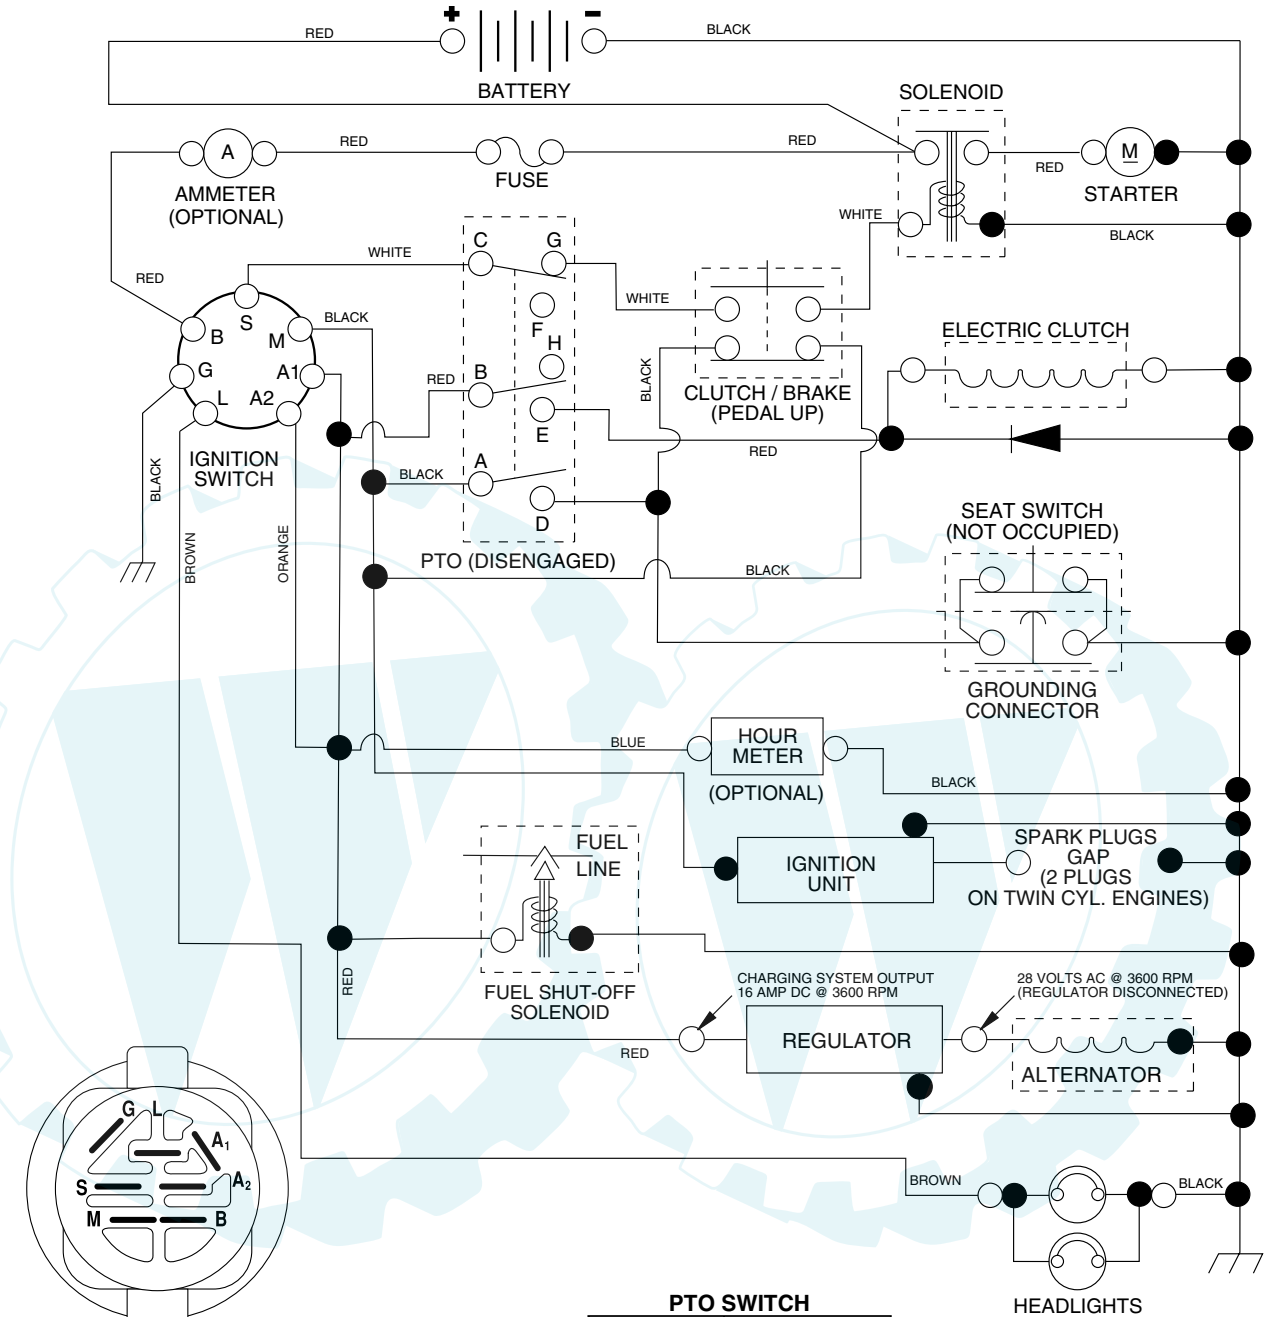 + -
RED
BLACK
BATTERY
SOLENOID
A
RED
RED
RED
M
FUSE
AMMETER
(OPTIONAL)
STARTER
WHITE
BLACK
C
G
WHITE
RED
S
B
M
BLACK
WHITE
F
H
ELECTRIC CLUTCH
G
A1
L
A2
B
RED
BLACK
CLUTCH / BRAKE
(PEDAL UP)
E
RED
IGNITION
SWITCH
BLACK
A
BLACK
D
SEAT SWITCH
(NOT OCCUPIED)
BROWN
ORANGE
PTO (DISENGAGED)
BLACK
GROUNDING
CONNECTOR
BLUE
HOUR
METER
(OPTIONAL)
BLACK
FUEL
LINE
IGNITION
UNIT
SPARK PLUGS
GAP
(2 PLUGS
ON TWIN CYL. ENGINES)
RED
FUEL SHUT-OFF
SOLENOID
CHARGING SYSTEM OUTPUT
16 AMP DC @ 3600 RPM
28 VOLTS AC @ 3600 RPM
(REGULATOR DISCONNECTED)
RED
REGULATOR
ALTERNATOR
G L
A1
S
A2
M
B
BROWN
BLACK
HEADLIGHTS
PTO SWITCH